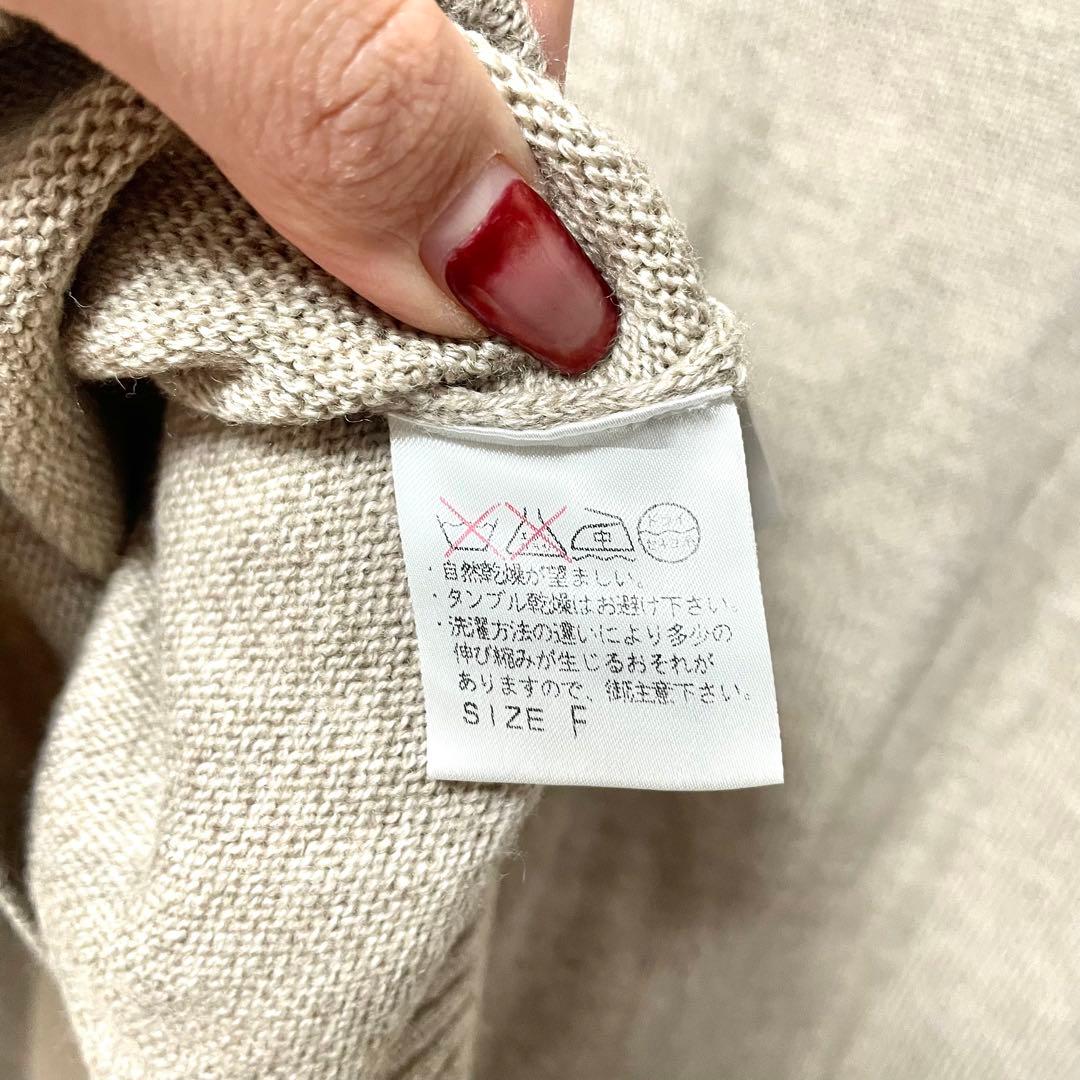 中 ドライ
・自然乾燥が望ましい。
・タンブル乾燥はお避け下さい。
・洗濯方法の違いにより多少の
伸び縮みが生じるおそれが
ありますので、御注意下さい。
SIZE F